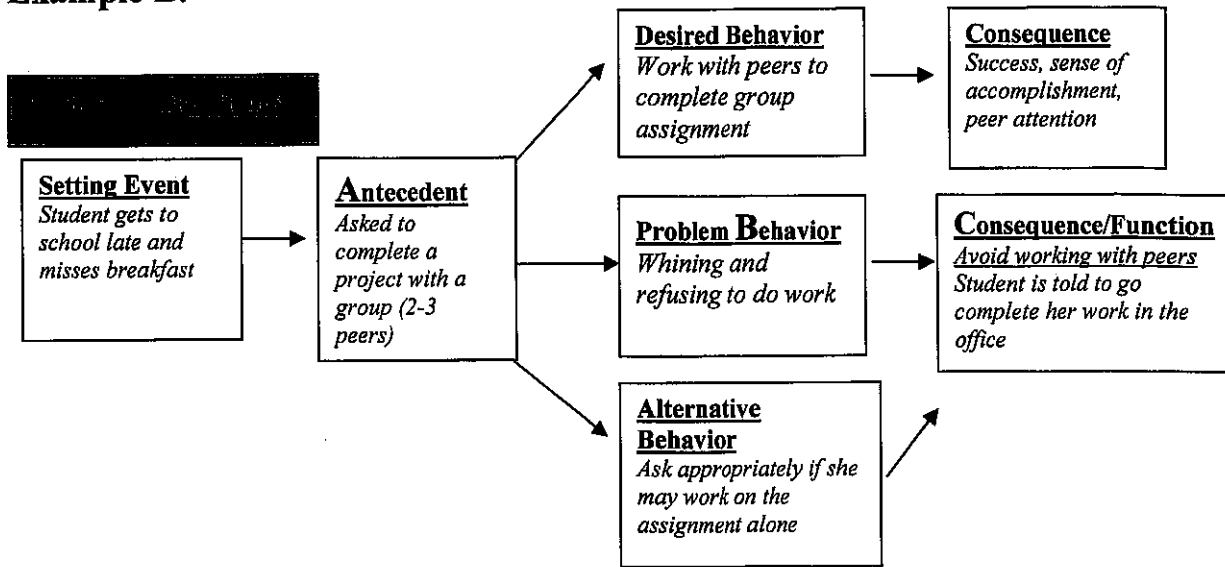 Setting Event
Student gets to
school late and
misses breakfast
Antecedent
Asked to
complete a
project with a
group (2-3
peers)
Desired Behavior
Work with peers to
complete group
assignment
Consequence
Success, sense of
accomplishment,
peer attention
Problem Behavior
Whining and
refusing to do work
Consequence/Function
Avoid working with peers
Student is told to go
complete her work in the
office
Alternative
Behavior
Ask appropriately if she
may work on the
assignment alone